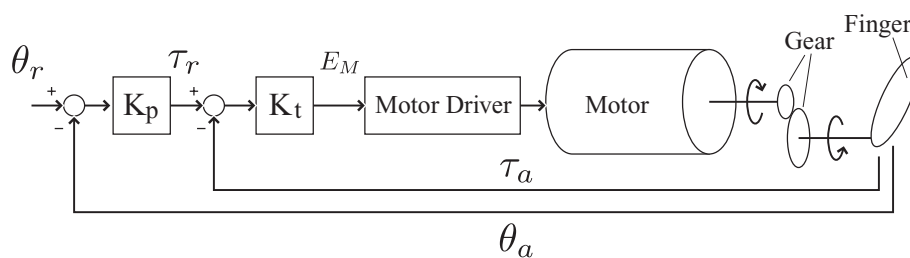 Finger
Gear
θr τr EM
+ + 
Kp Kt Motor Driver Motor
− −
τa
θa